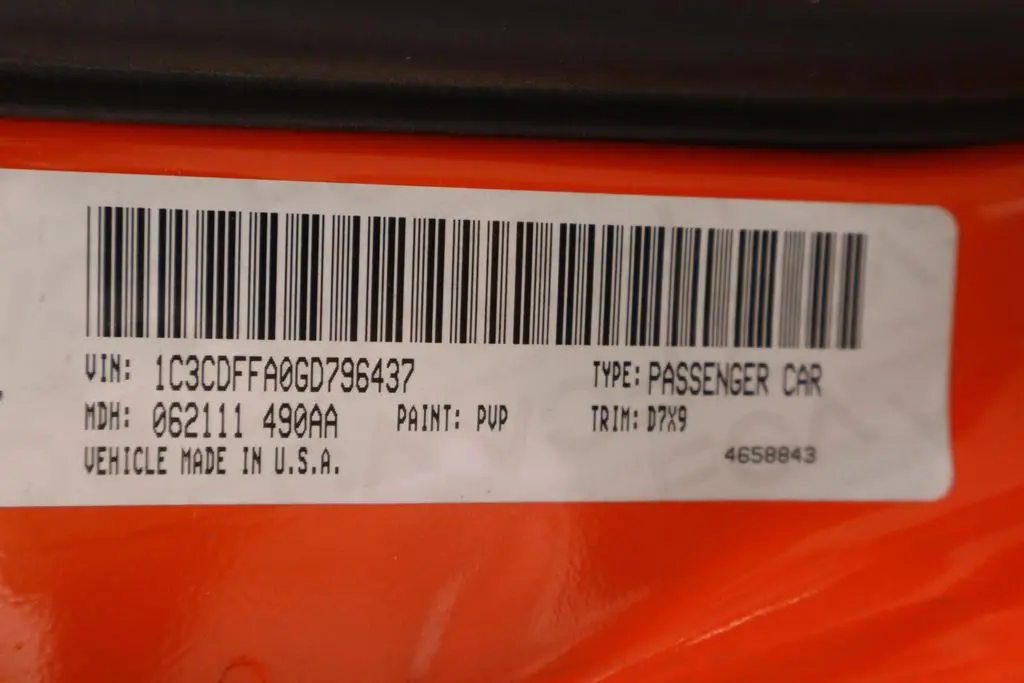 VIN: 1C3CDFFA0GD796437 TYPE: PASSENGER CAR
MDH: 062111 490AA PAINT: PVP TRIM: D7X9
VEHICLE MADE IN U.S.A. 4658843